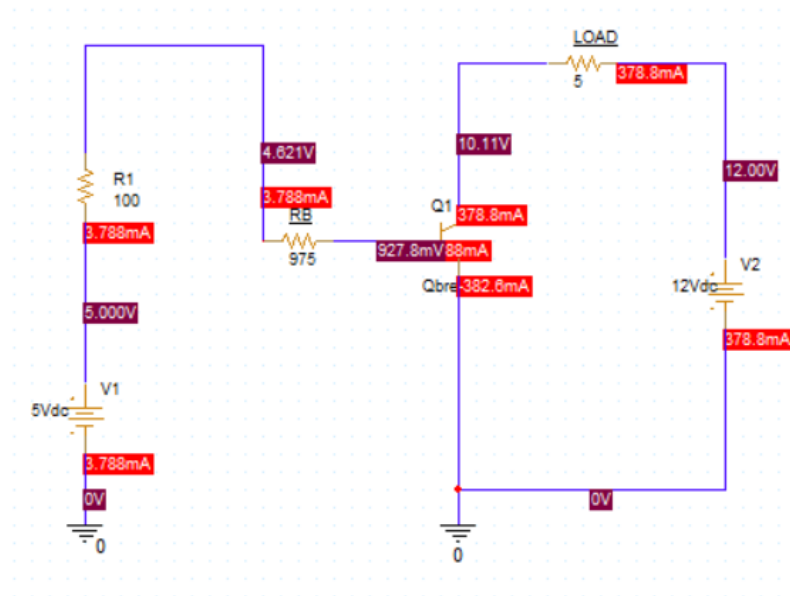 LOAD
5
378.8mA
4.621V
10.11V
12.00V
R1
100
3.788mA
RB
975
3.788mA
Q1
378.8mA
927.8mV
88mA
Qbre
-382.6mA
V2
12Vdc
378.8mA
5.000V
V1
5Vdc
3.788mA
0V
0V
0
0